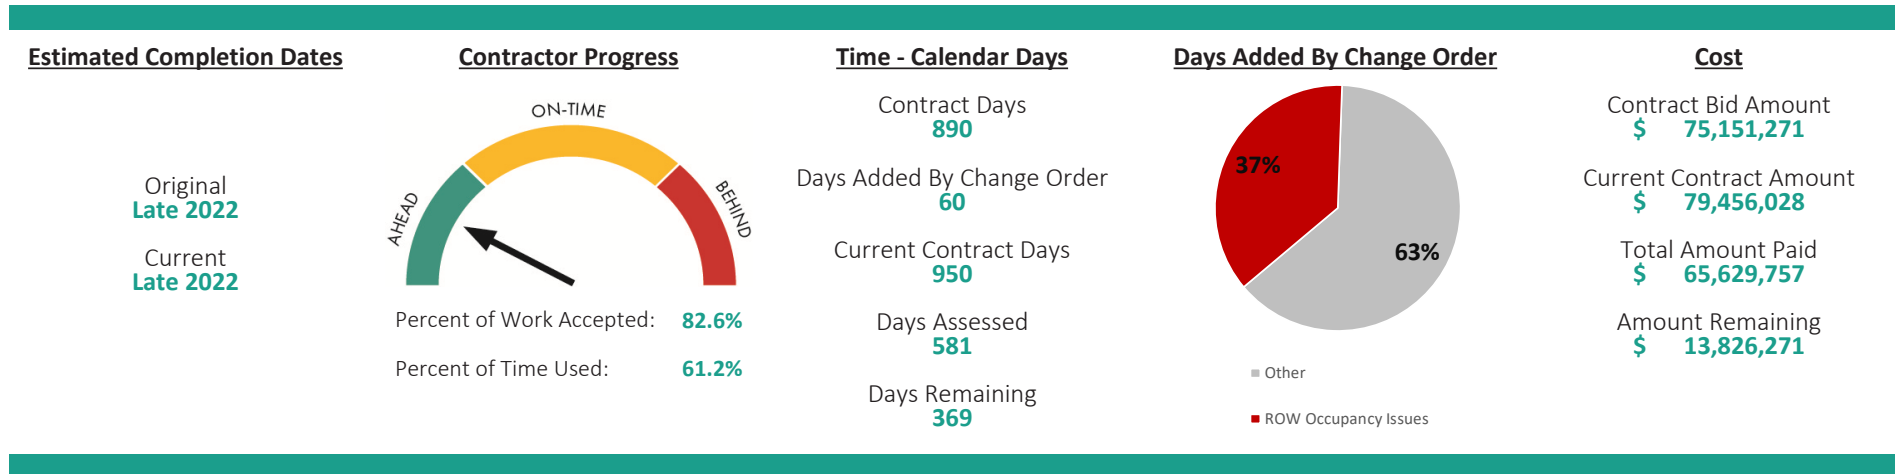 Estimated Completion Dates
Original
Late 2022
Current
Late 2022
Contractor Progress
ON-TIME
AHEAD
BEHIND
Percent of Work Accepted: 82.6%
Percent of Time Used: 61.2%
Time - Calendar Days
Contract Days
890
Days Added By Change Order
60
Current Contract Days
950
Days Assessed
581
Days Remaining
369
Days Added By Change Order
37%
63%
Other
ROW Occupancy Issues
Cost
Contract Bid Amount
$ 75,151,271
Current Contract Amount
$ 79,456,028
Total Amount Paid
$ 65,629,757
Amount Remaining
$ 13,826,271